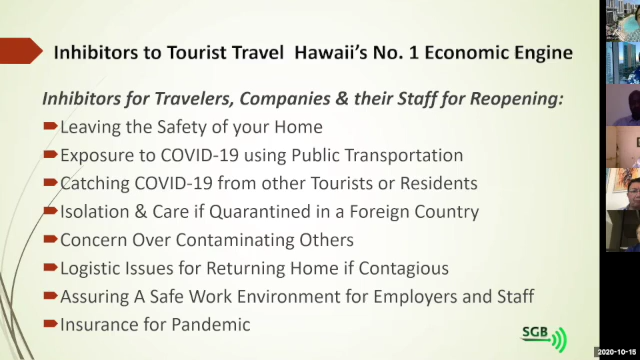 Inhibitors to Tourist Travel Hawaii's No. 1 Economic Engine
Inhibitors for Travelers, Companies & their Staff for Reopening:
Leaving the Safety of your Home
Exposure to COVID-19 using Public Transportation
Catching COVID-19 from other Tourists or Residents
Isolation & Care if Quarantined in a Foreign Country
Concern Over Contaminating Others
Logistic Issues for Returning Home if Contagious
Assuring A Safe Work Environment for Employers and Staff
Insurance for Pandemic
SGB
2020-10-15